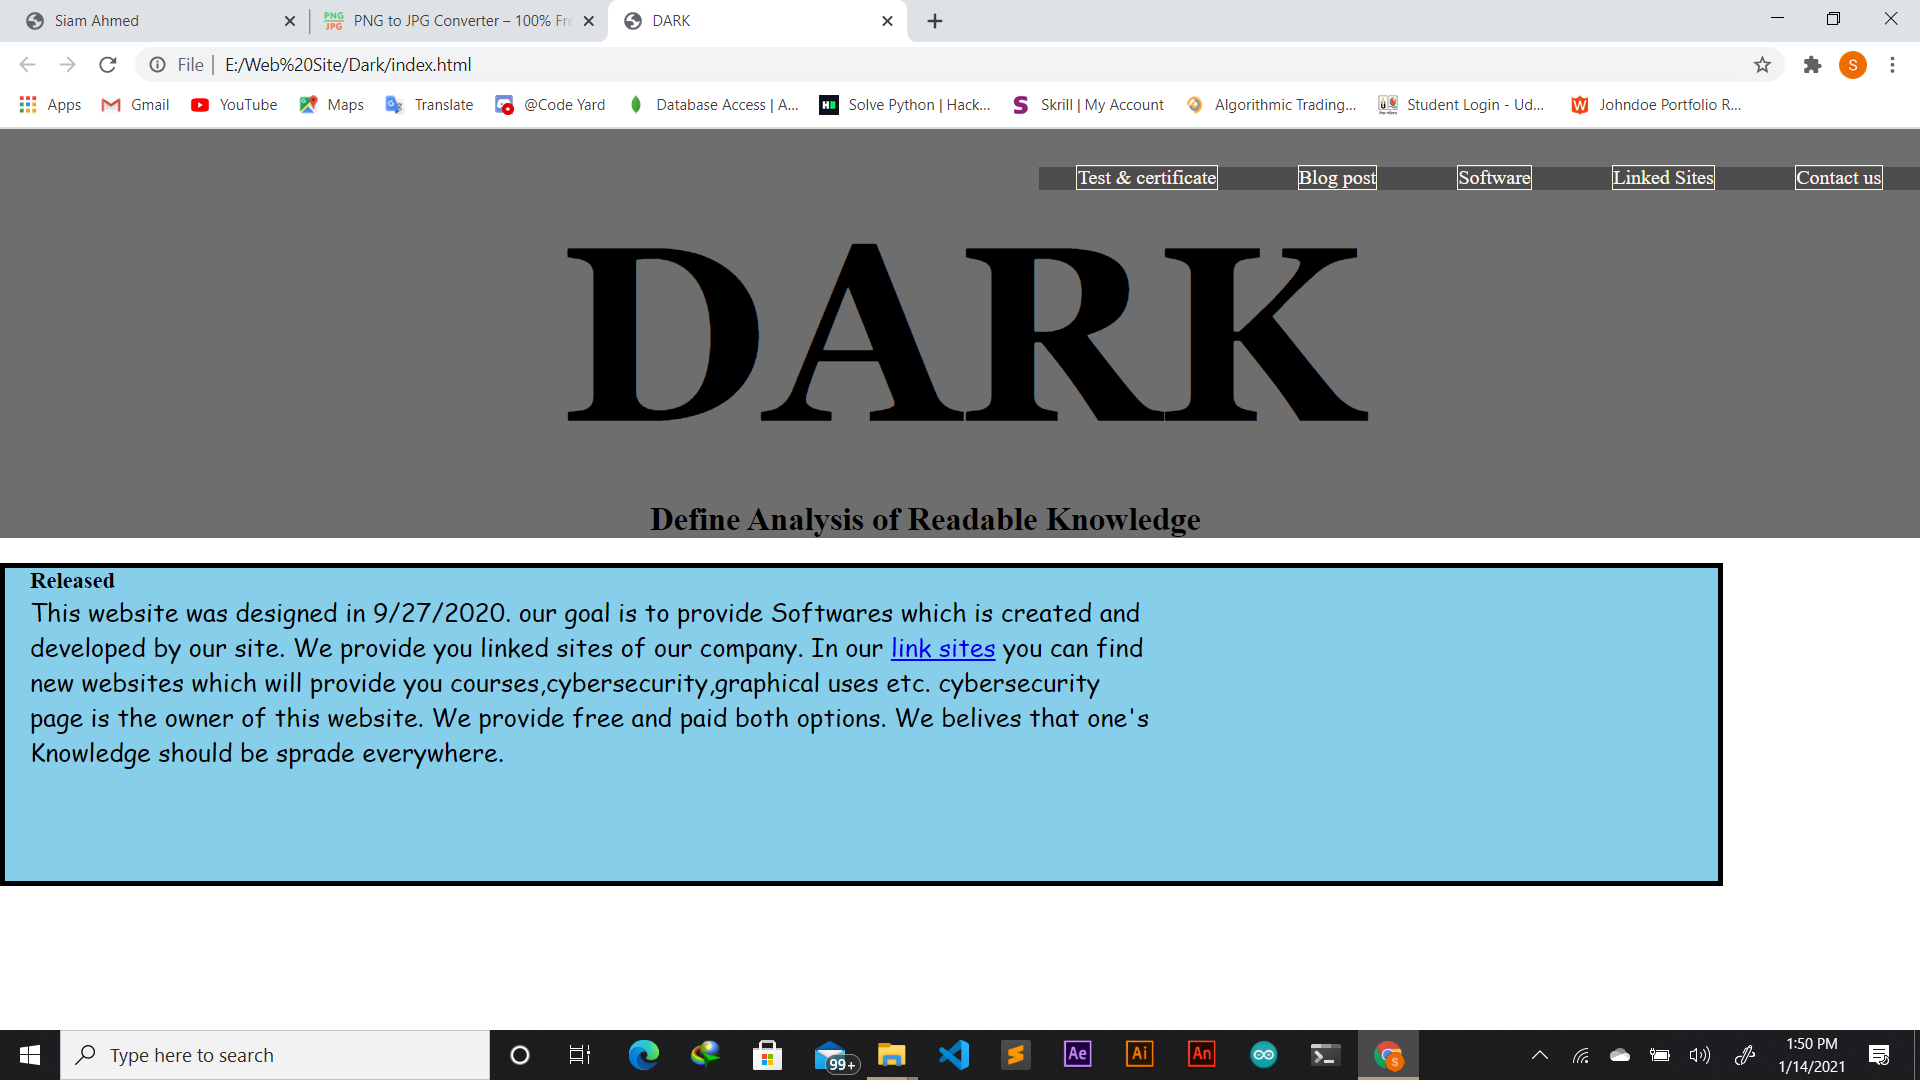 Siam Ahmed
PNG to JPG Converter – 100% Fre
DARK
File | E:/Web%20Site/Dark/index.html
S
Apps Gmail YouTube Maps Translate @Code Yard Database Access | A... Solve Python | Hack... Skrill | My Account Algorithmic Trading... Student Login - Ud... Johndoe Portfolio R...
Test & certificate Blog post Software Linked Sites Contact us
DARK
Define Analysis of Readable Knowledge
Released
This website was designed in 9/27/2020. our goal is to provide Softwares which is created and
developed by our site. We provide you linked sites of our company. In our link sites you can find
new websites which will provide you courses,cybersecurity,graphical uses etc. cybersecurity
page is the owner of this website. We provide free and paid both options. We belives that one's
Knowledge should be sprade everywhere.
Type here to search
99+
Ae
Ai
An
S
1:50 PM
1/14/2021